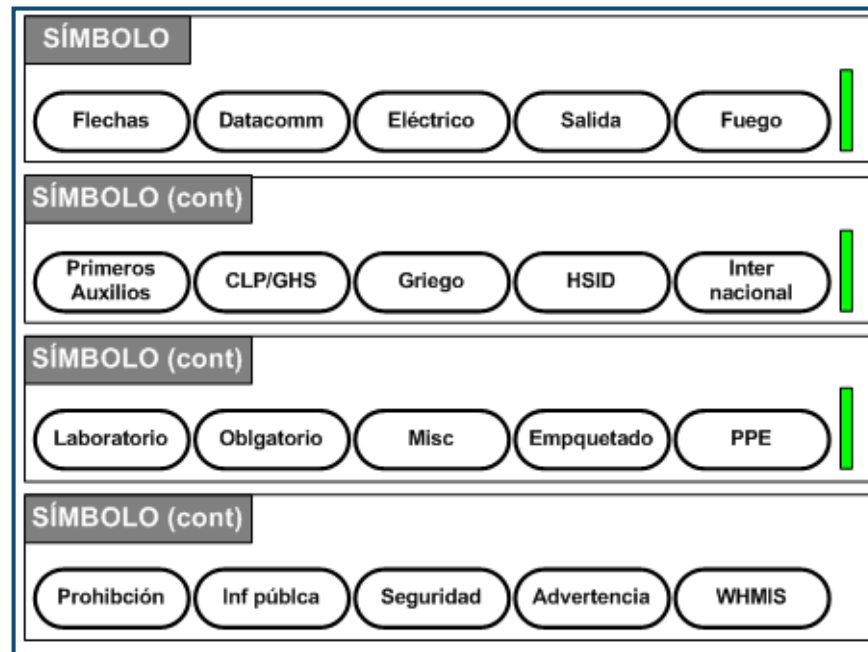 SÍMBOLO
Flechas Datacomm Eléctrico Salida Fuego
SÍMBOLO (cont)
Primeros Auxilios CLP/GHS Griego HSID Inter nacional
SÍMBOLO (cont)
Laboratorio Oblgatorio Misc Empquetado PPE
SÍMBOLO (cont)
Prohibción Inf públca Seguridad Advertencia WHMIS